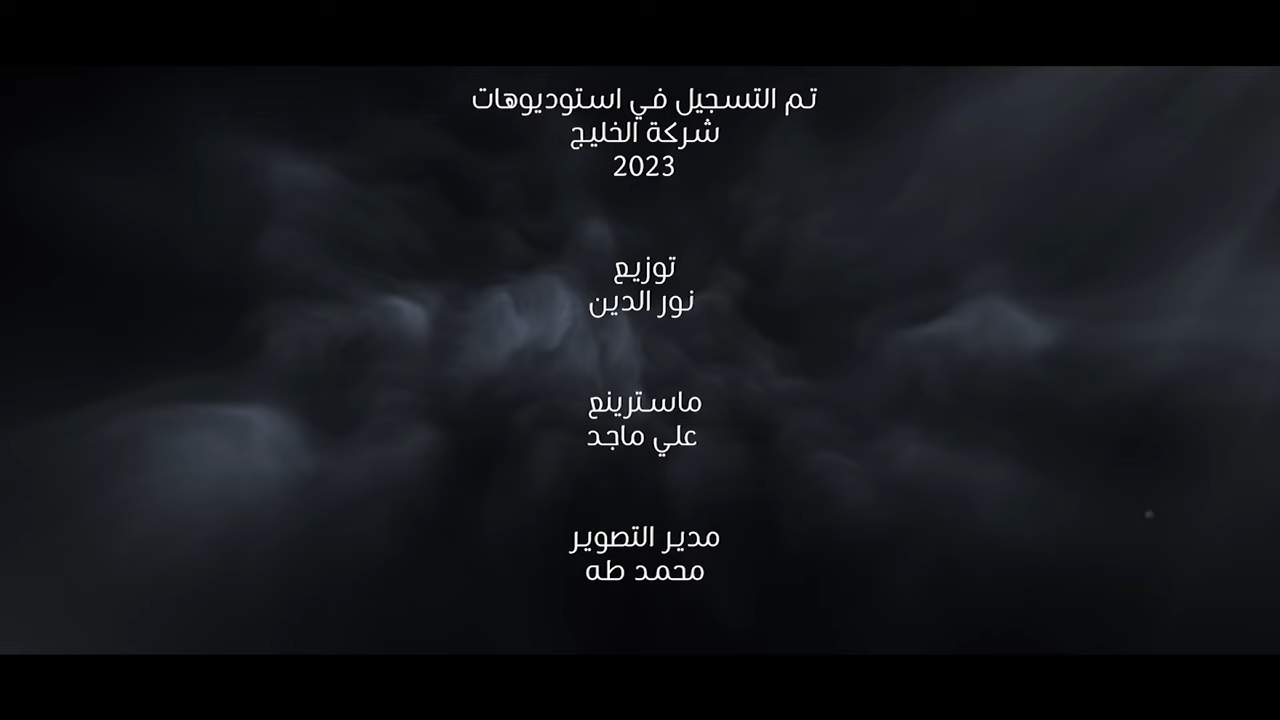 تم التسجيل في استوديوهات
شركة الخليج
2023
توزيع
نور الدين
ماسترينع
علي ماجد
مدير التصوير
محمد طه